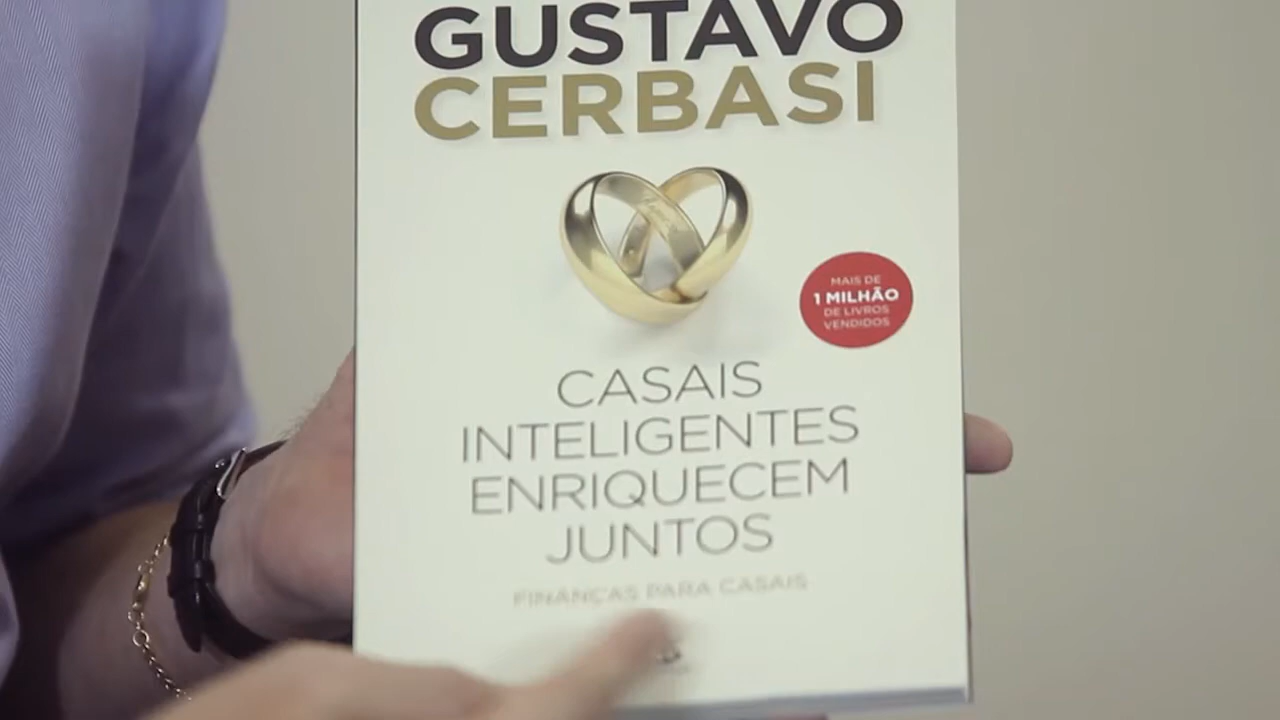 GUSTAVO
CERBASI
MAIS DE
1 MILHÃO
DE LIVROS
VENDIDOS
CASAIS
INTELIGENTES
ENRIQUECEM
JUNTOS
FINANÇAS PARA CASAIS